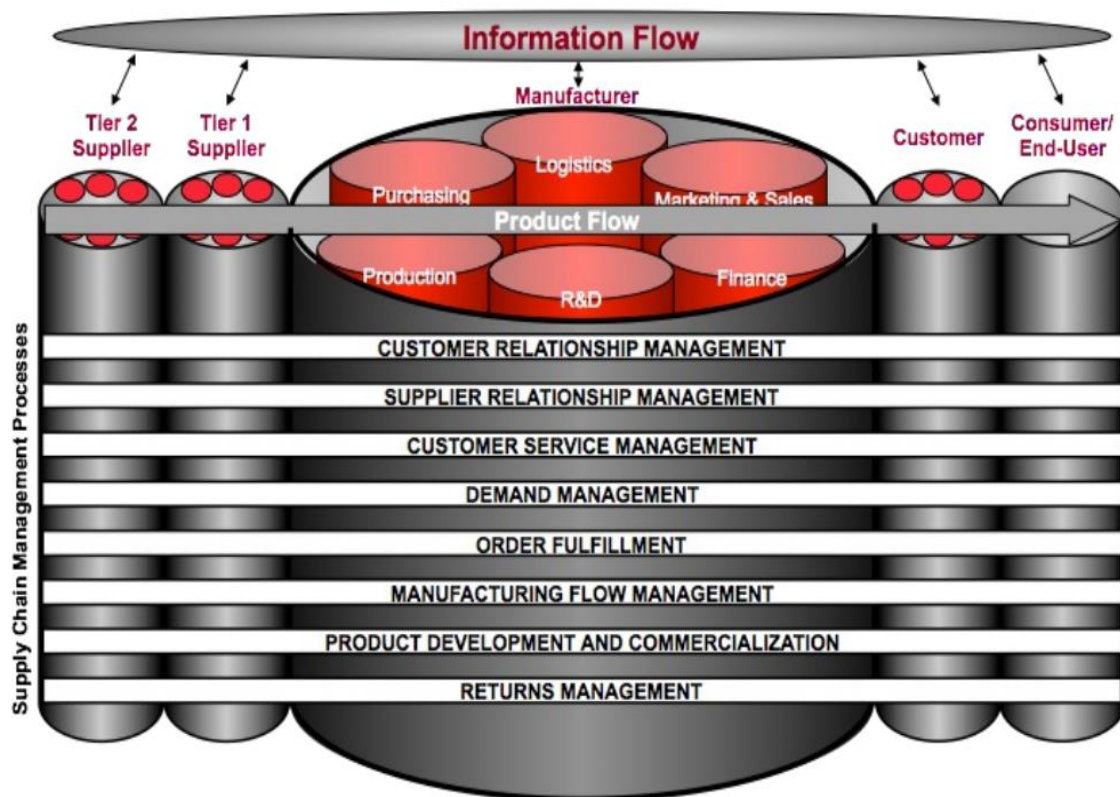 Information Flow
Manufacturer
Tier 2
Supplier
Tier 1
Supplier
Customer
Consumer/
End-User
Logistics
Purchasing
Marketing & Sales
Product Flow
Production
R&D
Finance
Supply Chain Management Processes
CUSTOMER RELATIONSHIP MANAGEMENT
SUPPLIER RELATIONSHIP MANAGEMENT
CUSTOMER SERVICE MANAGEMENT
DEMAND MANAGEMENT
ORDER FULFILLMENT
MANUFACTURING FLOW MANAGEMENT
PRODUCT DEVELOPMENT AND COMMERCIALIZATION
RETURNS MANAGEMENT